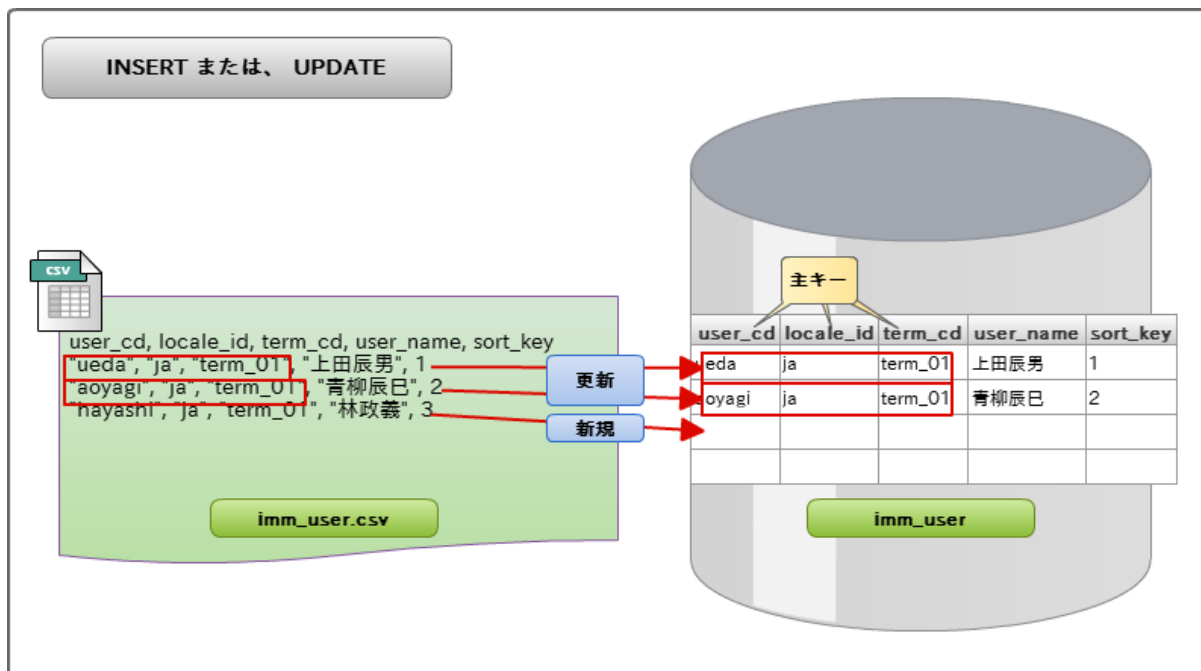 INSERT または、 UPDATE
csv
user_cd, locale_id, term_cd, user_name, sort_key
"ueda", "ja", "term_01", "上田辰男", 1
"aoyagi", "ja", "term_01", "青柳辰巳", 2
"hayashi", "ja", "term_01", "林政義", 3
imm_user.csv
更新
新規
主キー
user_cd locale_id term_cd user_name sort_key
ueda ja term_01 上田辰男 1
aoyagi ja term_01 青柳辰巳 2
imm_user